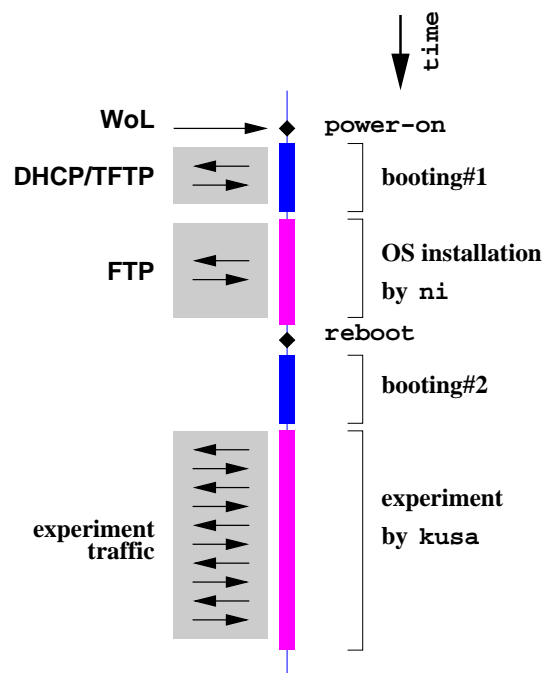 time
WoL
power-on
DHCP/TFTP
booting#1
FTP
OS installation
by ni
reboot
booting#2
experiment
traffic
experiment
by kusa